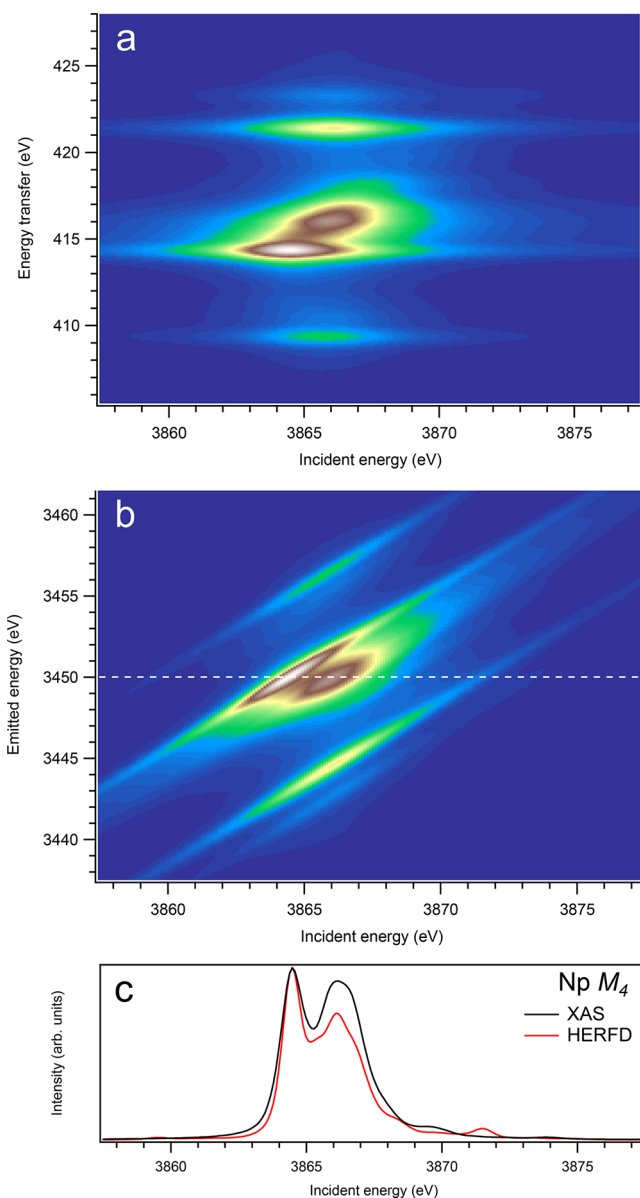 a
425
420
415
410
Energy transfer (eV)
3860 3865 3870 3875
Incident energy (eV)
b
3460
3455
3450
3445
3440
Emitted energy (eV)
3860 3865 3870 3875
Incident energy (eV)
c
Np M4
XAS
HERFD
Intensity (arb. units)
3860 3865 3870 3875
Incident energy (eV)